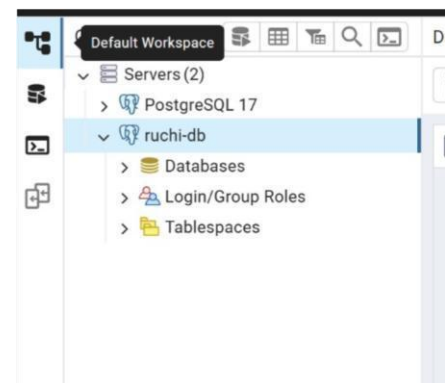 Default Workspace
D
Servers (2)
PostgreSQL 17
ruchi-db
Databases
Login/Group Roles
Tablespaces